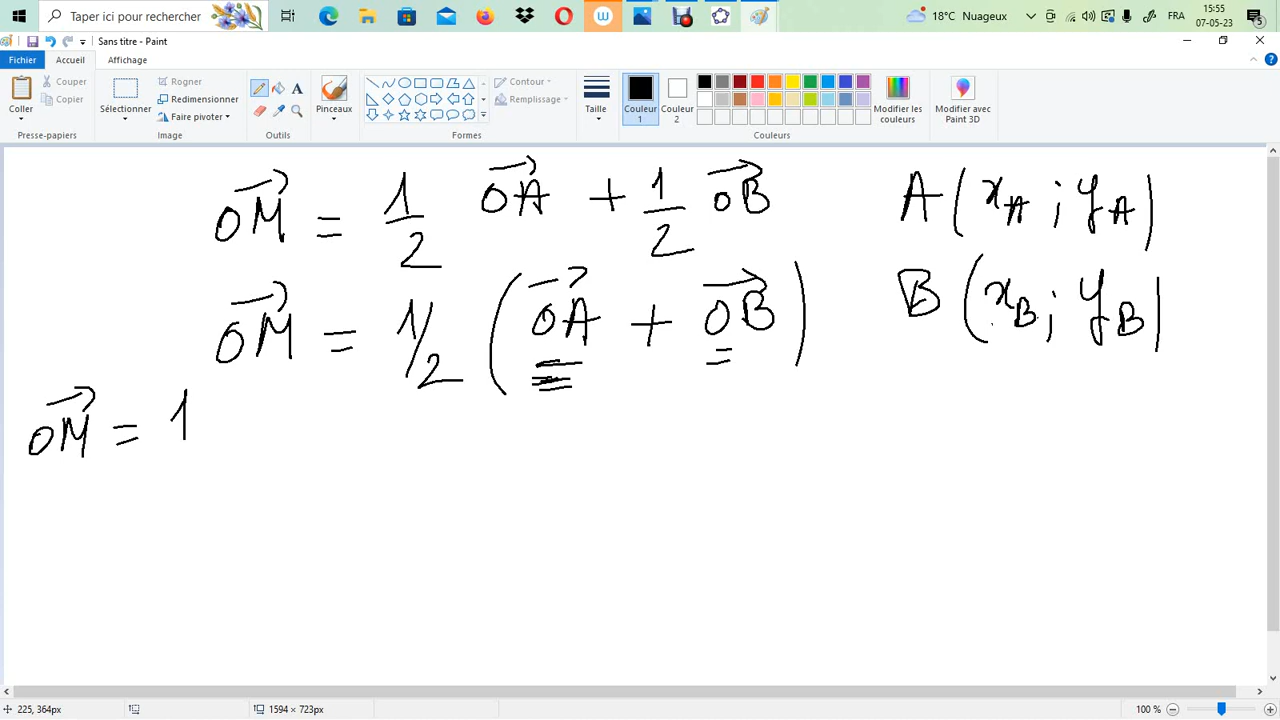 Taper ici pour rechercher
W
18°C Nuageux
FRA
15:55
07-05-23
5
Sans titre - Paint
Fichier
Accueil
Affichage
Coller
Couper
Copier
Presse-papiers
Sélectionner
Rogner
Redimensionner
Faire pivoter
Image
A
Outils
Pinceaux
Contour
Remplissage
Formes
Taille
Couleur 1
Couleur 2
Modifier les couleurs
Couleurs
Modifier avec Paint 3D
OM = 1/2 OA + 1/2 OB
A(xA ; yA)
OM = 1/2 (OA + OB)
B(xB ; yB)
OM = 1
225, 364px
1594 × 723px
100 %